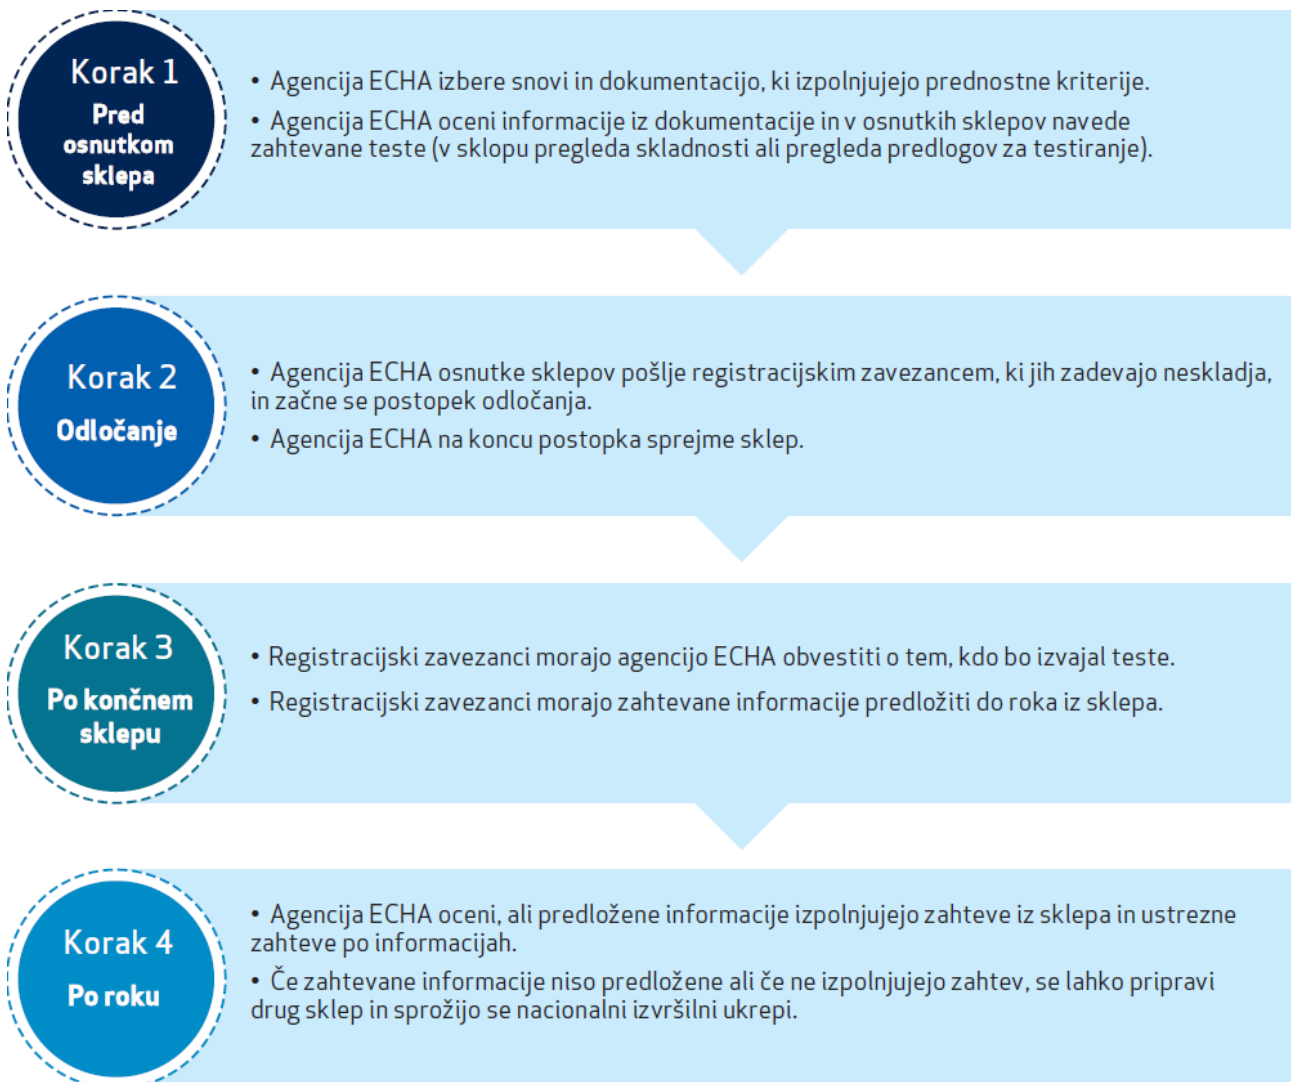 Korak 1
Pred
osnutkom
sklepa
• Agencija ECHA izbere snovi in dokumentacijo, ki izpolnjujejo prednostne kriterije.
• Agencija ECHA oceni informacije iz dokumentacije in v osnutkih sklepov navede
zahtevane teste (v sklopu pregleda skladnosti ali pregleda predlogov za testiranje).
Korak 2
Odločanje
• Agencija ECHA osnutke sklepov pošlje registracijskim zavezancem, ki jih zadevajo neskladja,
in začne se postopek odločanja.
• Agencija ECHA na koncu postopka sprejme sklep.
Korak 3
Po končnem
sklepu
• Registracijski zavezanci morajo agencijo ECHA obvestiti o tem, kdo bo izvajal teste.
• Registracijski zavezanci morajo zahtevane informacije predložiti do roka iz sklepa.
Korak 4
Po roku
• Agencija ECHA oceni, ali predložene informacije izpolnjujejo zahteve iz sklepa in ustrezne
zahteve po informacijah.
• Če zahtevane informacije niso predložene ali če ne izpolnjujejo zahtev, se lahko pripravi
drug sklep in sprožijo se nacionalni izvršilni ukrepi.